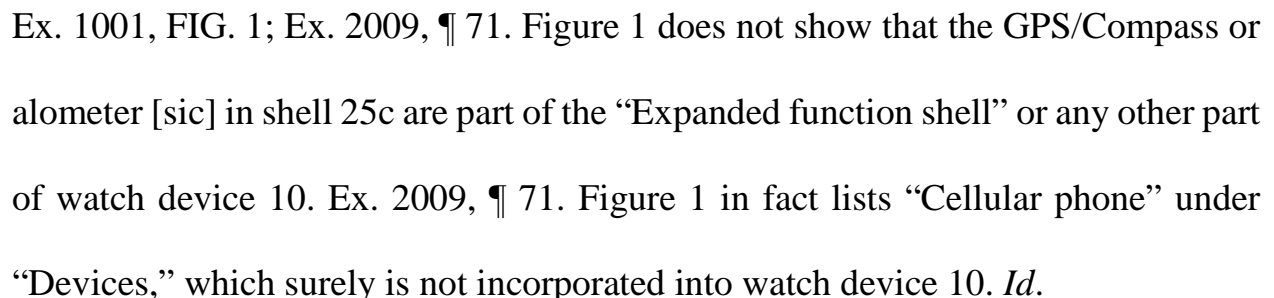 Ex. 1001, FIG. 1; Ex. 2009, ¶ 71. Figure 1 does not show that the GPS/Compass or
alometer [sic] in shell 25c are part of the “Expanded function shell” or any other part
of watch device 10. Ex. 2009, ¶ 71. Figure 1 in fact lists “Cellular phone” under
“Devices,” which surely is not incorporated into watch device 10. Id.